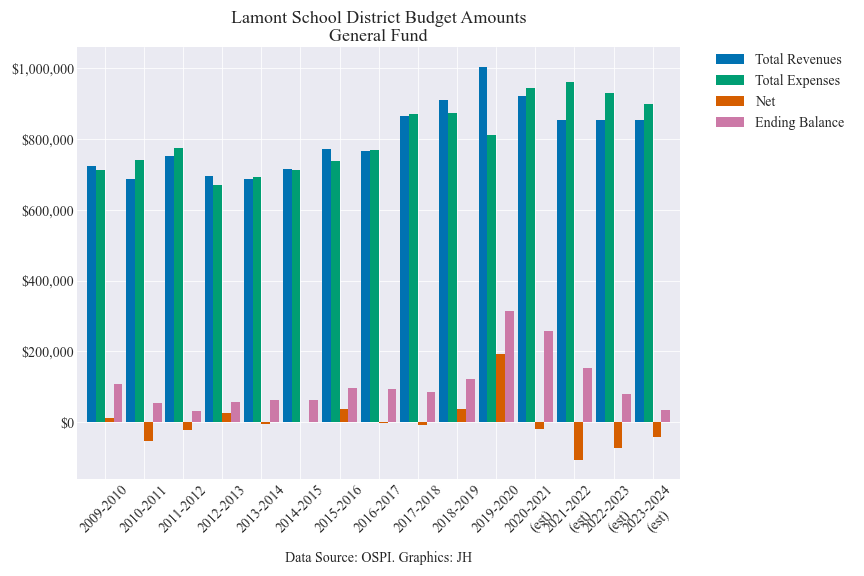 Lamont School District Budget Amounts
General Fund
$1,000,000
$800,000
$600,000
$400,000
$200,000
$0
Total Revenues
Total Expenses
Net
Ending Balance
2009-2010
2010-2011
2011-2012
2012-2013
2013-2014
2014-2015
2015-2016
2016-2017
2017-2018
2018-2019
2019-2020
2020-2021
(est)
2021-2022
(est)
2022-2023
(est)
2023-2024
(est)
Data Source: OSPI. Graphics: JH